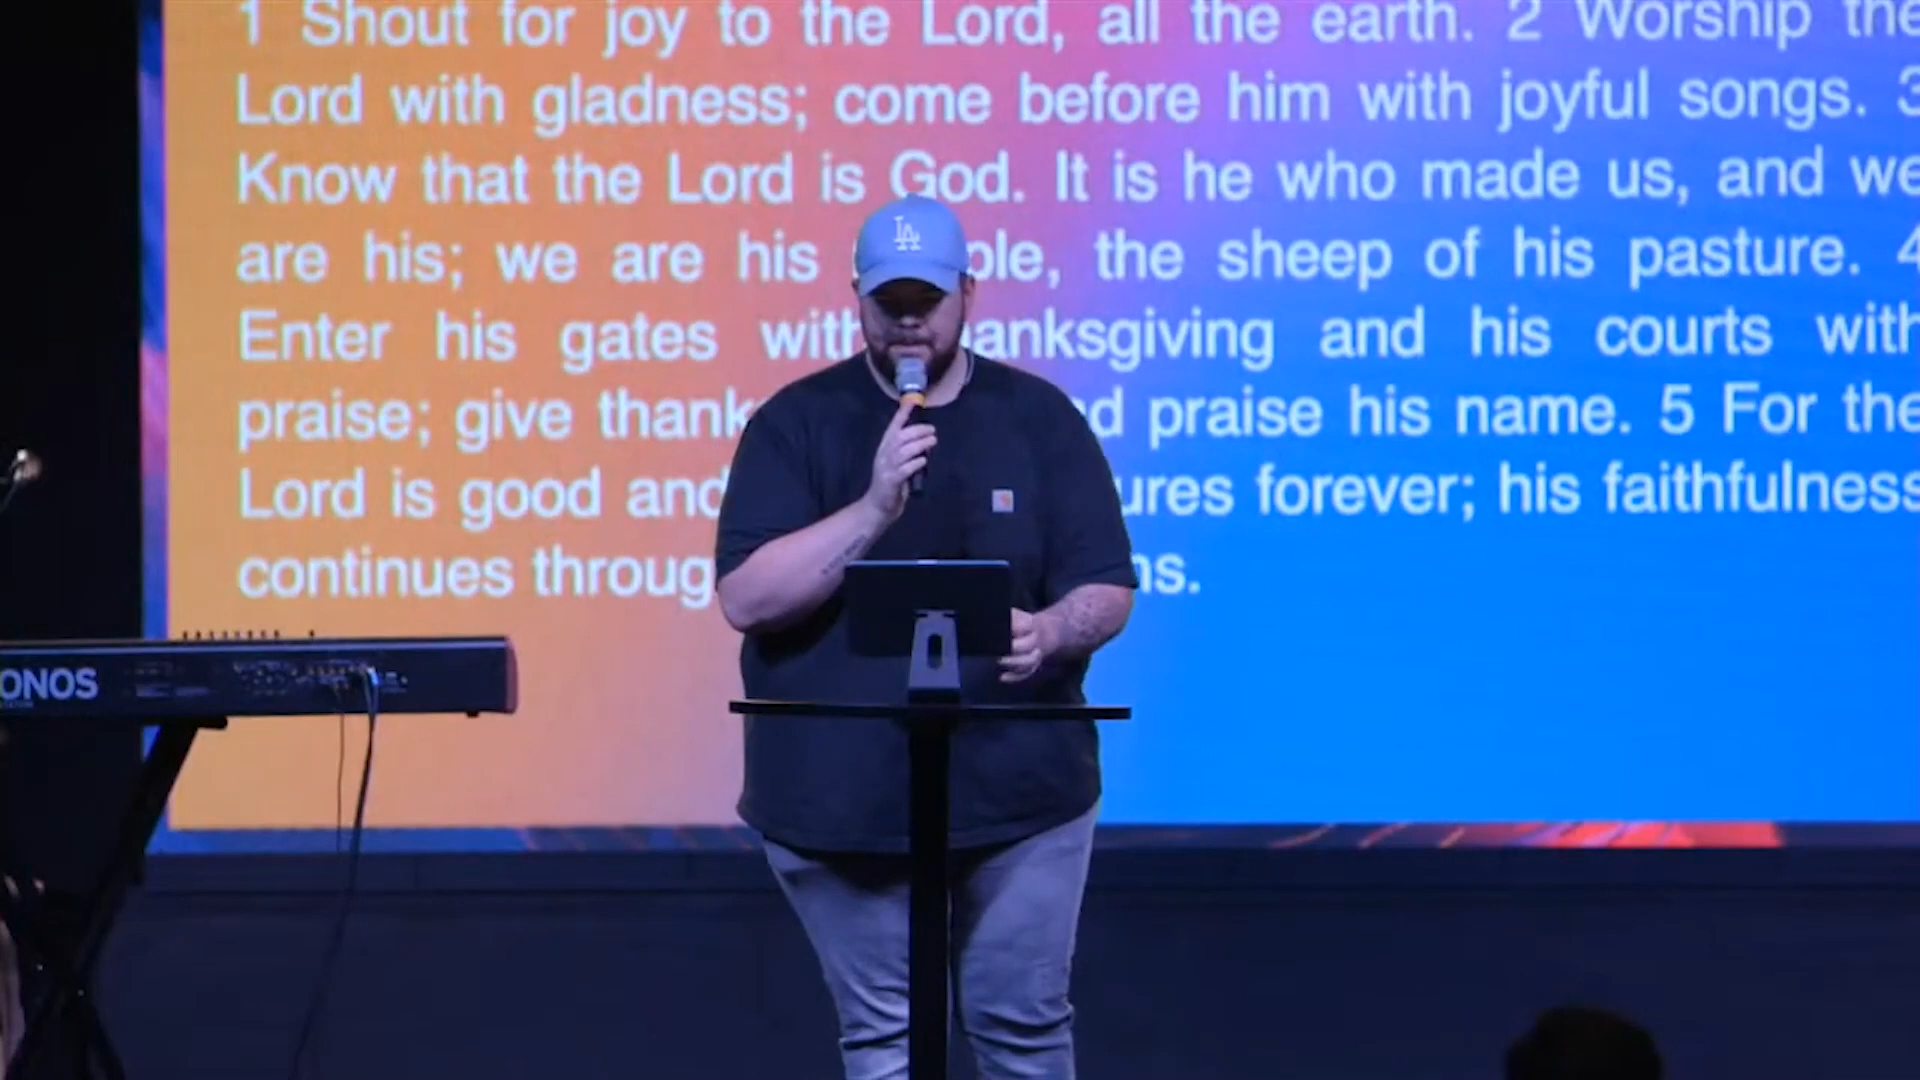 1 Shout for joy to the Lord, all the earth. 2 Worship the
Lord with gladness; come before him with joyful songs. 3
Know that the Lord is God. It is he who made us, and we
are his; we are his ple, the sheep of his pasture. 4
Enter his gates with anksgiving and his courts with
praise; give thank d praise his name. 5 For the
Lord is good and ures forever; his faithfulness
continues throug ns.
LA
ONOS